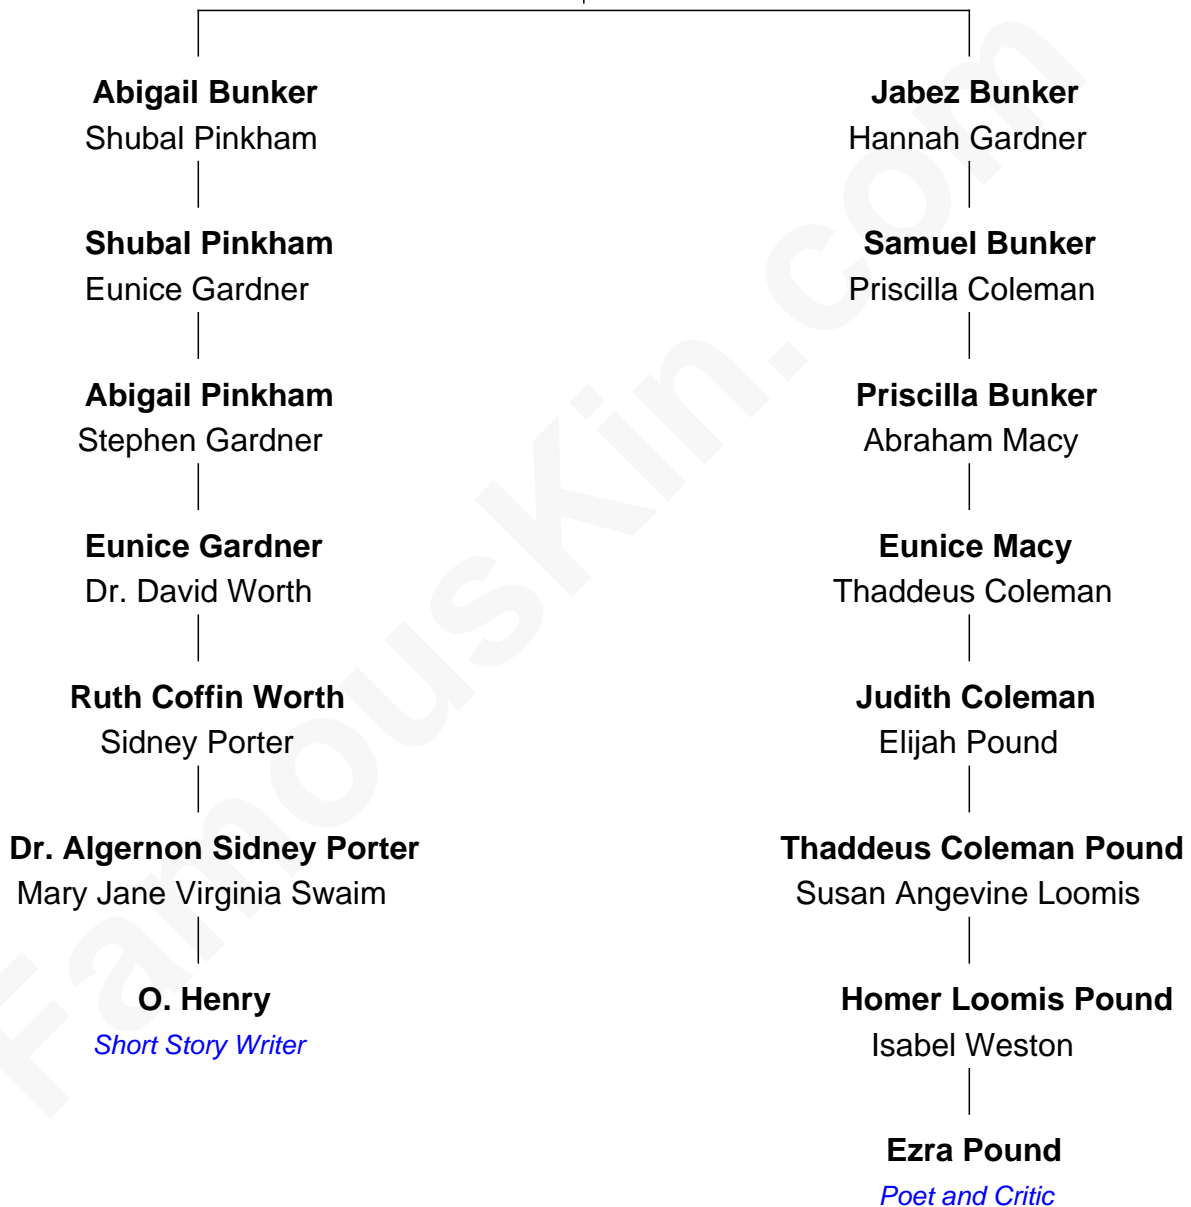 Abigail Bunker
Shubal Pinkham
Shubal Pinkham
Eunice Gardner
Abigail Pinkham
Stephen Gardner
Eunice Gardner
Dr. David Worth
Ruth Coffin Worth
Sidney Porter
Dr. Algernon Sidney Porter
Mary Jane Virginia Swaim
O. Henry
Short Story Writer
Jabez Bunker
Hannah Gardner
Samuel Bunker
Priscilla Coleman
Priscilla Bunker
Abraham Macy
Eunice Macy
Thaddeus Coleman
Judith Coleman
Elijah Pound
Thaddeus Coleman Pound
Susan Angevine Loomis
Homer Loomis Pound
Isabel Weston
Ezra Pound
Poet and Critic
FamousKin.com